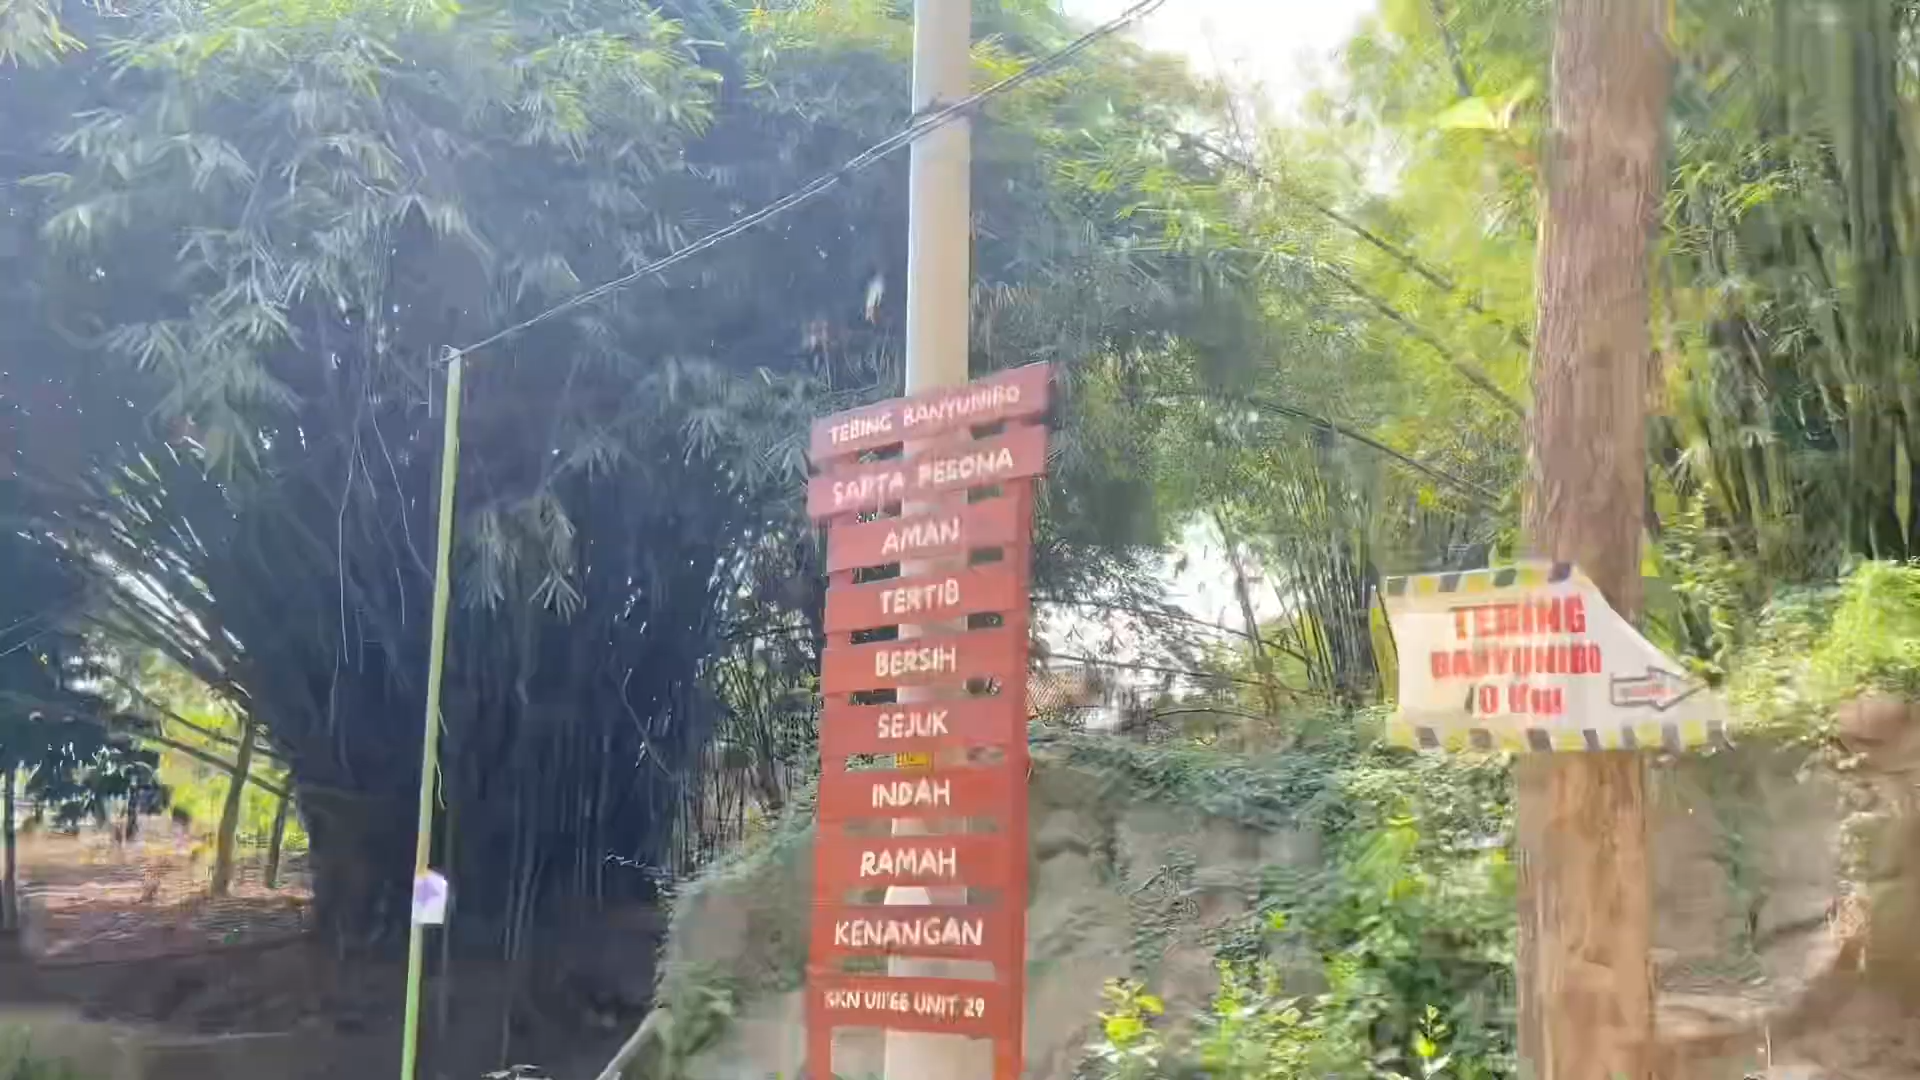 TEBING BANYUNIBO
SAPTA PESONA
AMAN
TERTIB
BERSIH
SEJUK
INDAH
RAMAH
KENANGAN
KKN UII'66 UNIT 29
TEBING
BANYUNIBO